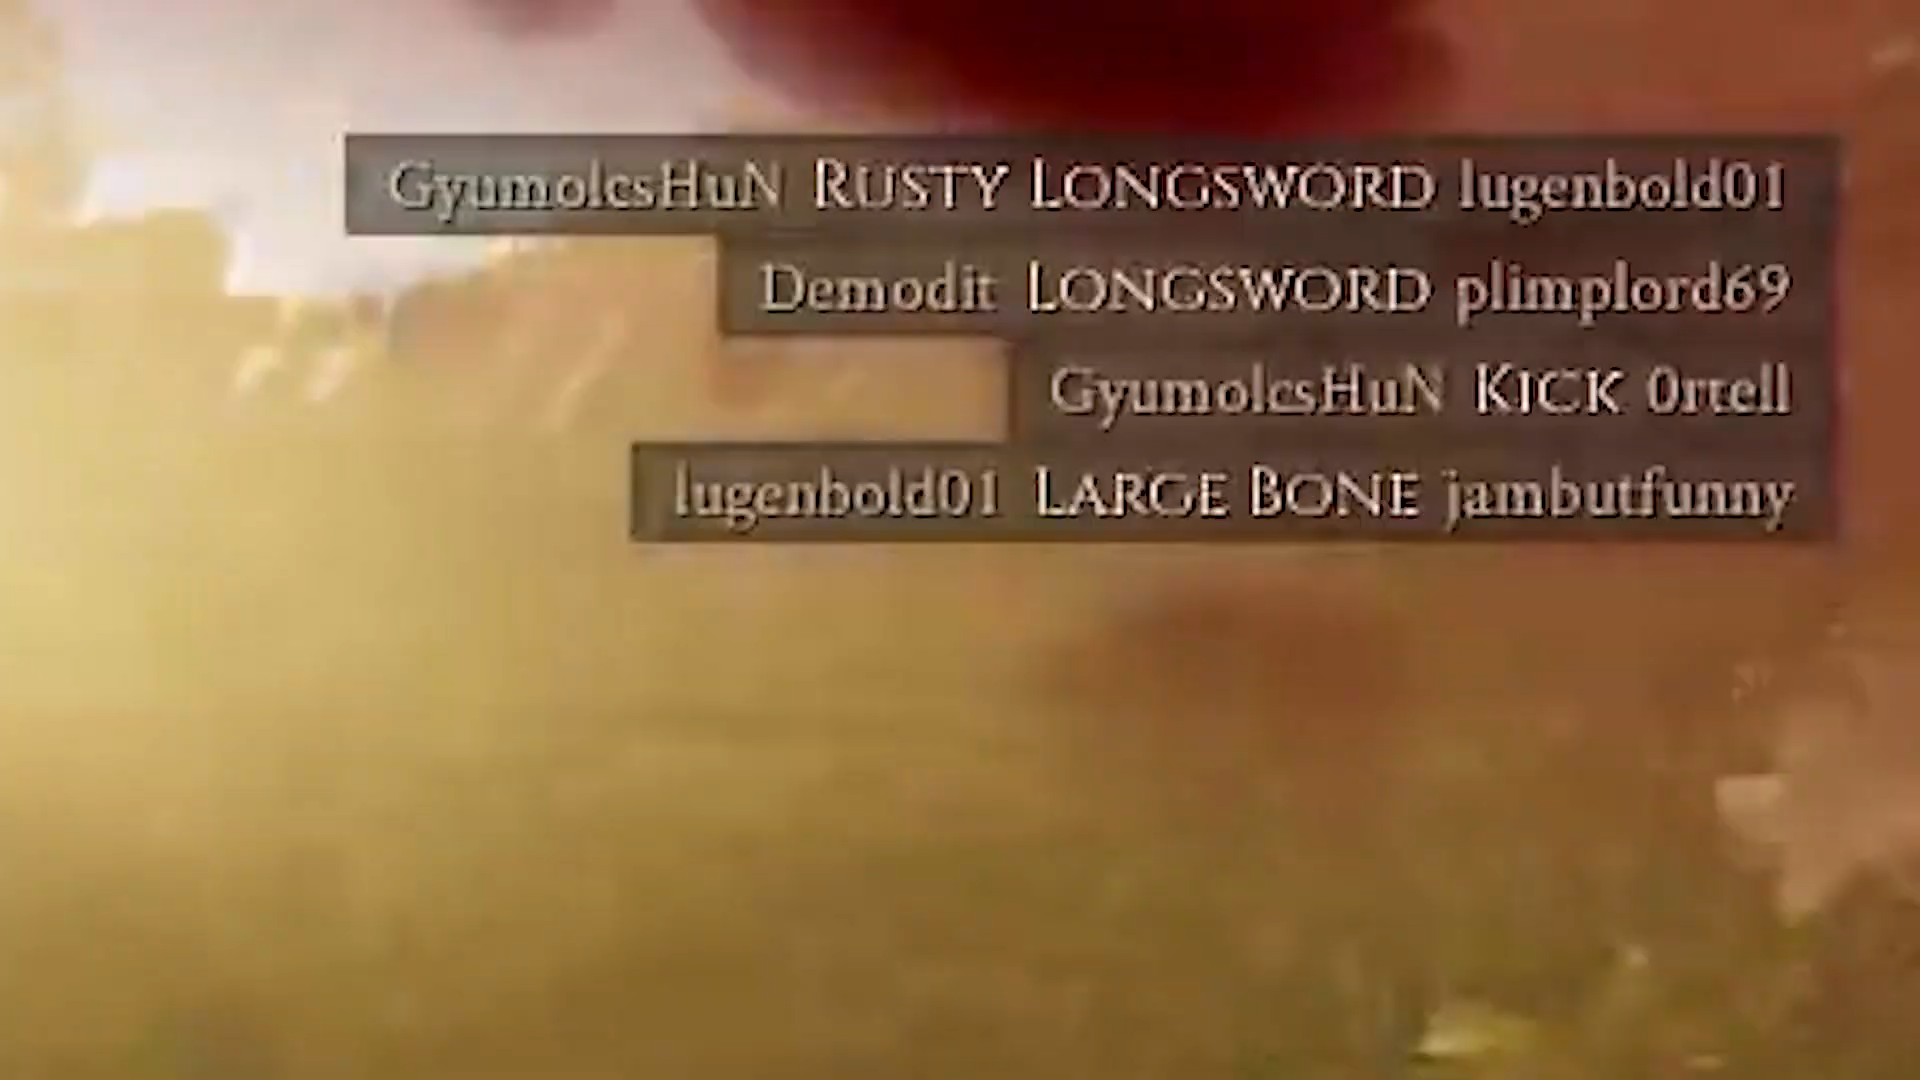 GyumolcsHuN RUSTY LONGSWORD lugenbold01
Demodit LONGSWORD plimplord69
GyumolcsHuN KICK 0rtell
lugenbold01 LARGE BONE jambutfunny